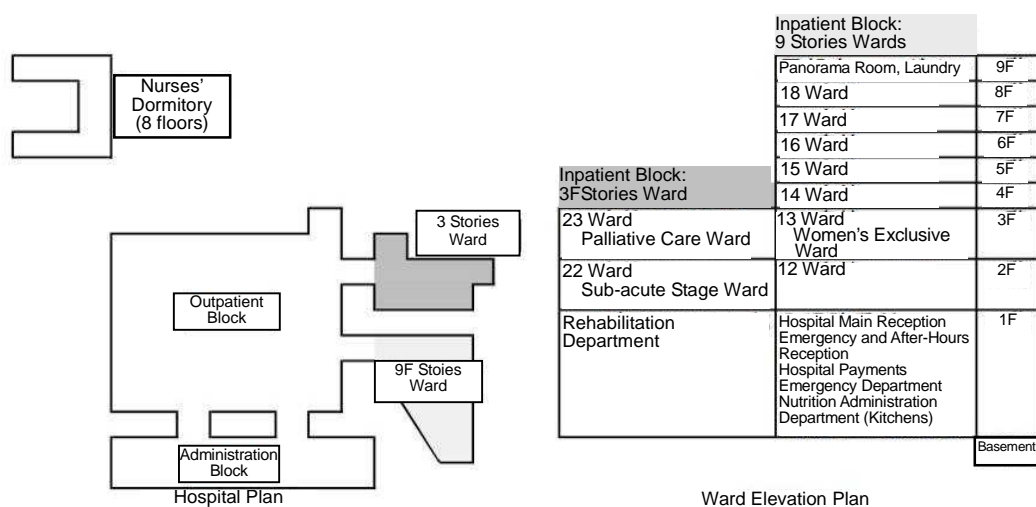 Nurses'
Dormitory
(8 floors)
3 Stories
Ward
Outpatient
Block
9F Stoies
Ward
Administration
Block
Hospital Plan
Inpatient Block:
9 Stories Wards
Panorama Room, Laundry 9F
18 Ward 8F
17 Ward 7F
16 Ward 6F
15 Ward 5F
Inpatient Block:
3FStories Ward
14 Ward 4F
23 Ward
Palliative Care Ward
13 Ward
Women's Exclusive
Ward
3F
22 Ward
Sub-acute Stage Ward
12 Ward
2F
Rehabilitation
Department
Hospital Main Reception
Emergency and After-Hours
Reception
Hospital Payments
Emergency Department
Nutrition Administration
Department (Kitchens)
1F
Basement
Ward Elevation Plan